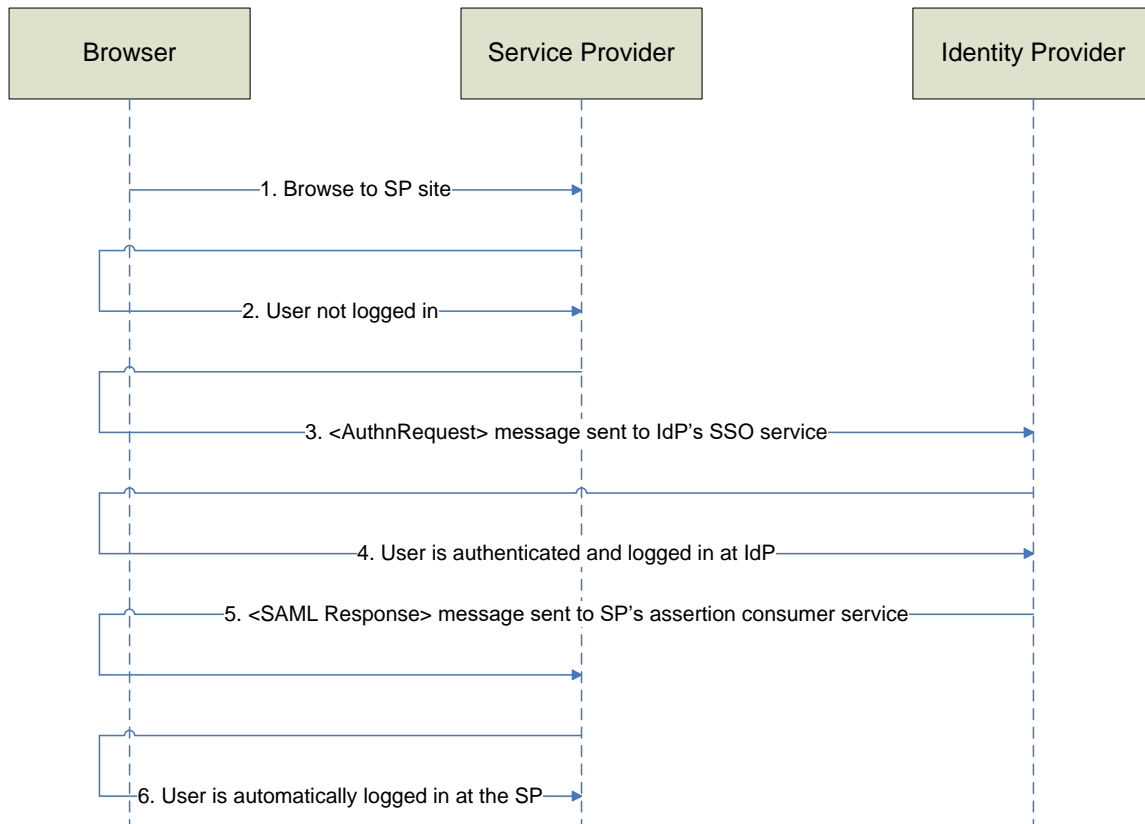 Browser
Service Provider
Identity Provider
1. Browse to SP site
2. User not logged in
3. <AuthnRequest> message sent to IdP’s SSO service
4. User is authenticated and logged in at IdP
5. <SAML Response> message sent to SP’s assertion consumer service
6. User is automatically logged in at the SP